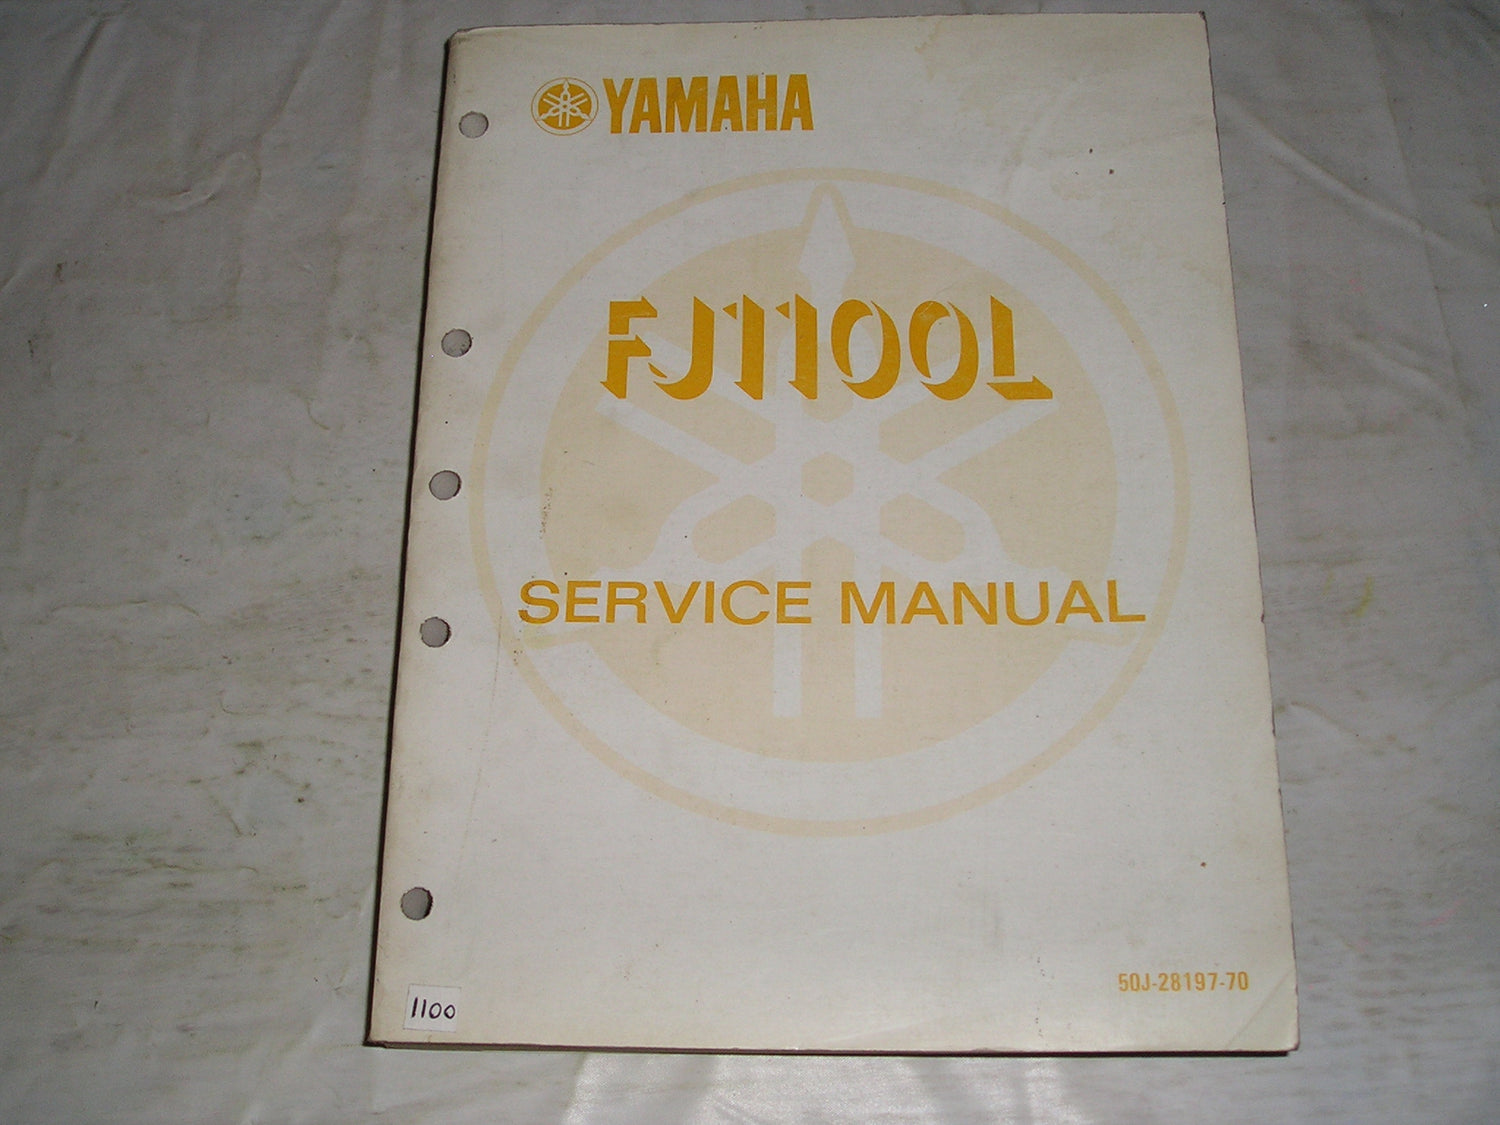 YAMAHA
FJ1100L
SERVICE MANUAL
50J-28197-70
1100